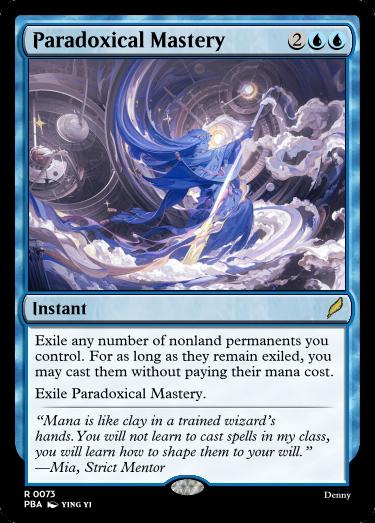 Paradoxical Mastery 2
Instant
Exile any number of nonland permanents you
control. For as long as they remain exiled, you
may cast them without paying their mana cost.
Exile Paradoxical Mastery.
“Mana is like clay in a trained wizard’s
hands. You will not learn to cast spells in my class,
you will learn how to shape them to your will.”
—Mia, Strict Mentor
R 0073
PBA YING YI
Denny